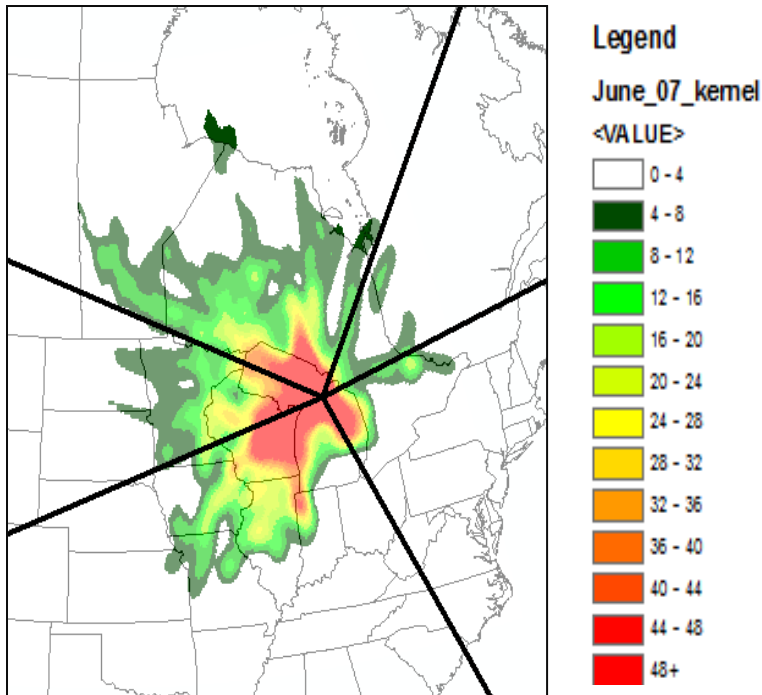 Legend
June_07_kernel
<VALUE>
0 - 4
4 - 8
8 - 12
12 - 16
16 - 20
20 - 24
24 - 28
28 - 32
32 - 36
36 - 40
40 - 44
44 - 48
48+